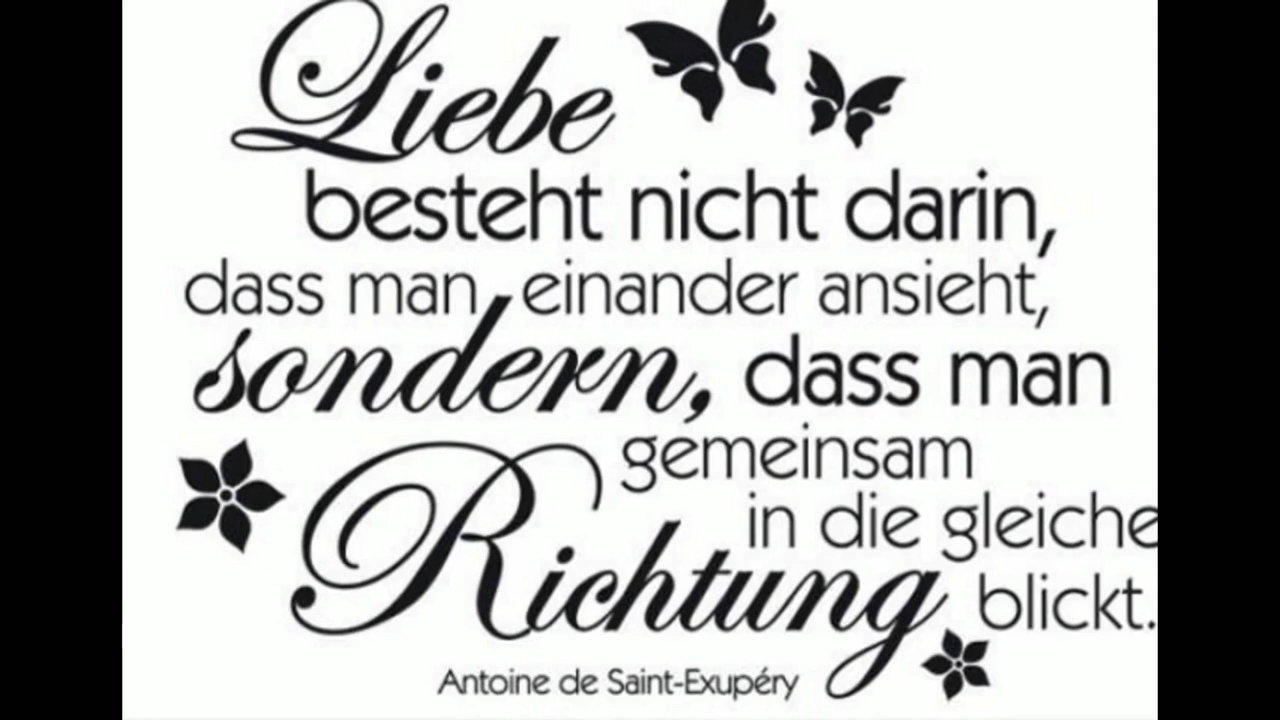 Liebe
besteht nicht darin,
dass man einander ansieht,
sondern, dass man
gemeinsam
in die gleiche
Richtung blickt.
Antoine de Saint-Exupéry